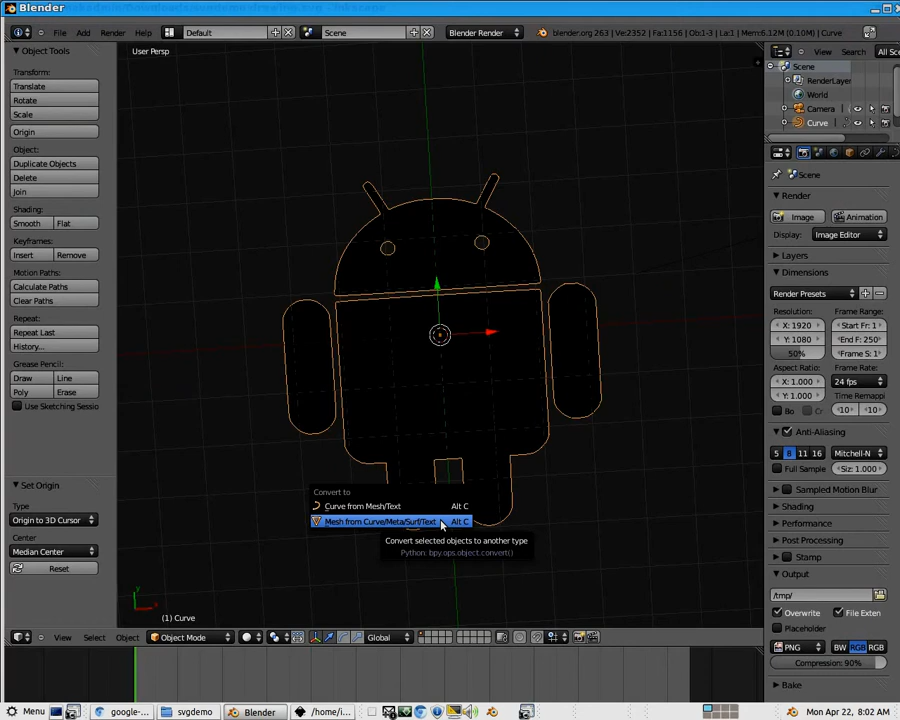 Blender
File Add Render Help Default Scene Blender Render blender.org 263 | Ve:2352 | Fa:1156 | Ob:1-3 | La:1 | Mem:6.12M (0.10M) | Curve
Object Tools
Transform:
Translate
Rotate
Scale
Origin
Object:
Duplicate Objects
Delete
Join
Shading:
Smooth Flat
Keyframes:
Insert Remove
Motion Paths:
Calculate Paths
Clear Paths
Repeat:
Repeat Last
History...
Grease Pencil:
Draw Line
Poly Erase
Use Sketching Sessio
Set Origin
Type
Origin to 3D Cursor
Center
Median Center
Reset
User Persp
Convert to
Curve from Mesh/Text Alt C
Mesh from Curve/Meta/Surf/Text Alt C
Convert selected objects to another type
Python: bpy.ops.object.convert()
y
x
(1) Curve
View Select Object Object Mode Global
View Search All Sce
Scene
RenderLayer
World
Camera
Curve
Scene
Render
Image Animation
Display: Image Editor
Layers
Dimensions
Render Presets
Resolution: Frame Range:
X: 1920 Start Fr: 1
Y: 1080 End F: 250
50% Frame S: 1
Aspect Ratio: Frame Rate:
X: 1.000 24 fps
Y: 1.000 Time Remappi
Bo Cr 10 10
Anti-Aliasing
5 8 11 16 Mitchell-N
Full Sample Siz: 1.000
Sampled Motion Blur
Shading
Performance
Post Processing
Stamp
Output
/tmp/
Overwrite File Exten
Placeholder
PNG BW RGB RGB
Compression: 90%
Bake
Menu google-... svgdemo Blender /home/i... Mon Apr 22, 8:02 AM